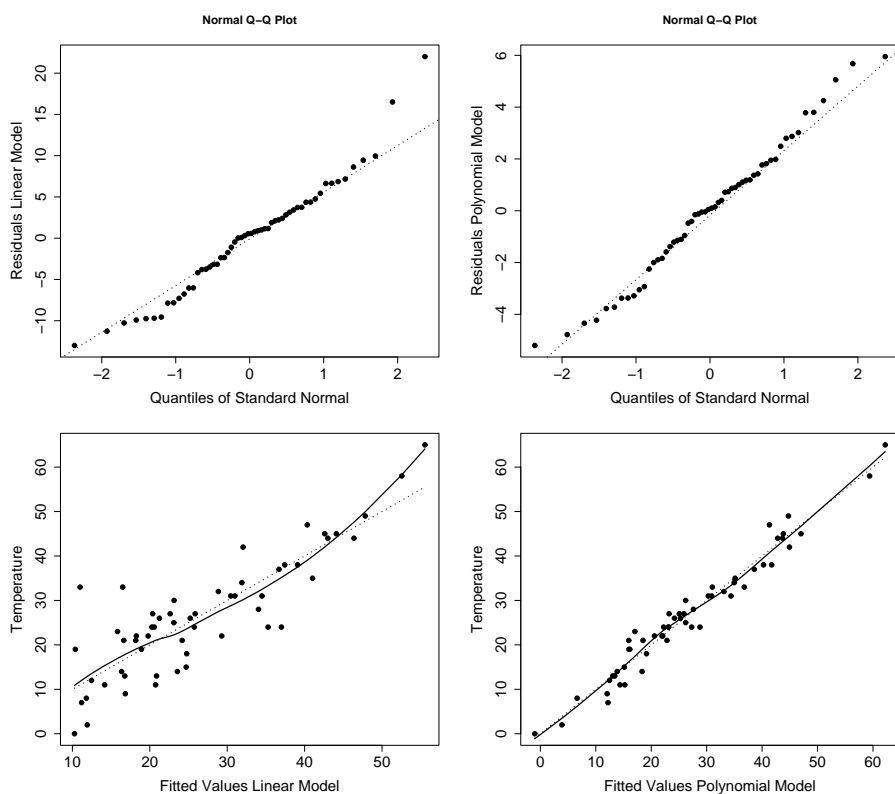 Normal Q−Q Plot
Residuals Linear Model
−10 −5 0 5 10 15 20
−2 −1 0 1 2
Quantiles of Standard Normal
Normal Q−Q Plot
Residuals Polynomial Model
−4 −2 0 2 4 6
−2 −1 0 1 2
Quantiles of Standard Normal
Temperature
0 10 20 30 40 50 60
10 20 30 40 50
Fitted Values Linear Model
Temperature
0 10 20 30 40 50 60
0 10 20 30 40 50 60
Fitted Values Polynomial Model